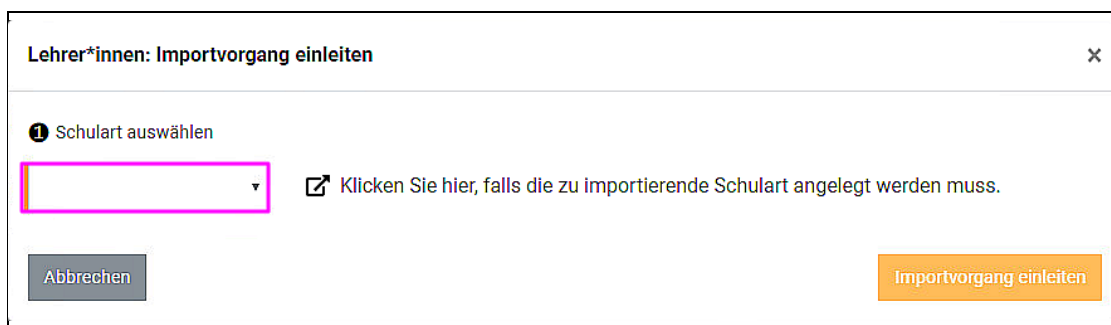 Lehrer*innen: Importvorgang einleiten
❶ Schulart auswählen
Klicken Sie hier, falls die zu importierende Schulart angelegt werden muss.
Abbrechen
Importvorgang einleiten